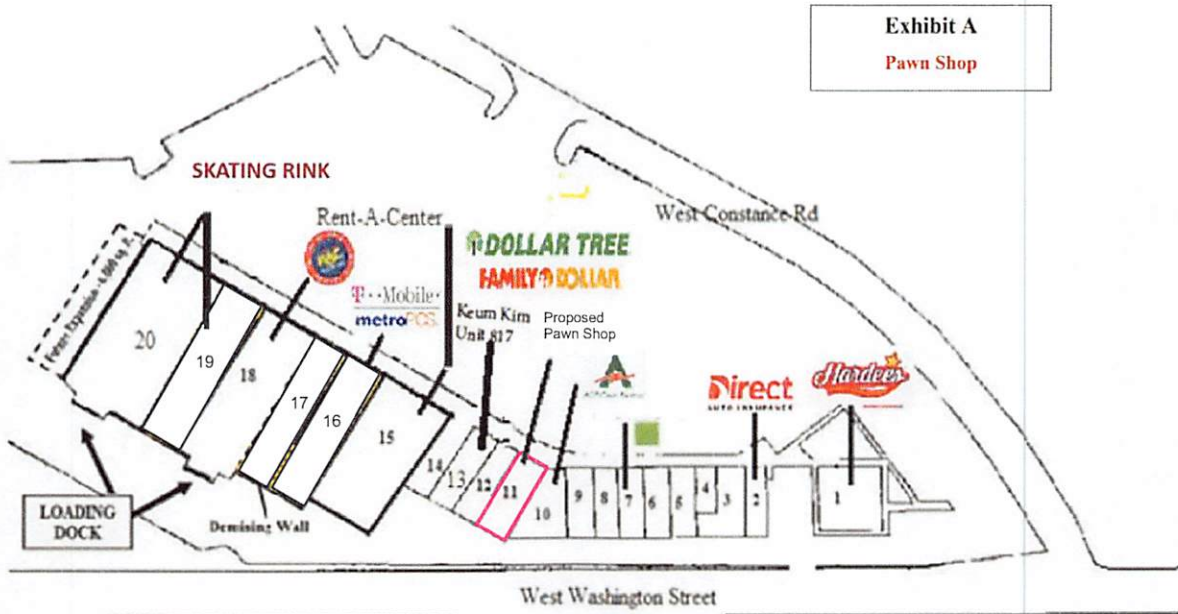 Exhibit A
Pawn Shop
SKATING RINK
Rent-A-Center
West Constance Rd
DOLLAR TREE
FAMILY DOLLAR
T··Mobile·
metroPCS.
Keum Kim
Unit 817
Proposed
Pawn Shop
A
Direct
AUTO INSURANCE
Hardee's
20
19
18
17
16
15
14
13
12
11
10
9
8
7
6
5
4
3
2
1
LOADING
DOCK
Demising Wall
West Washington Street